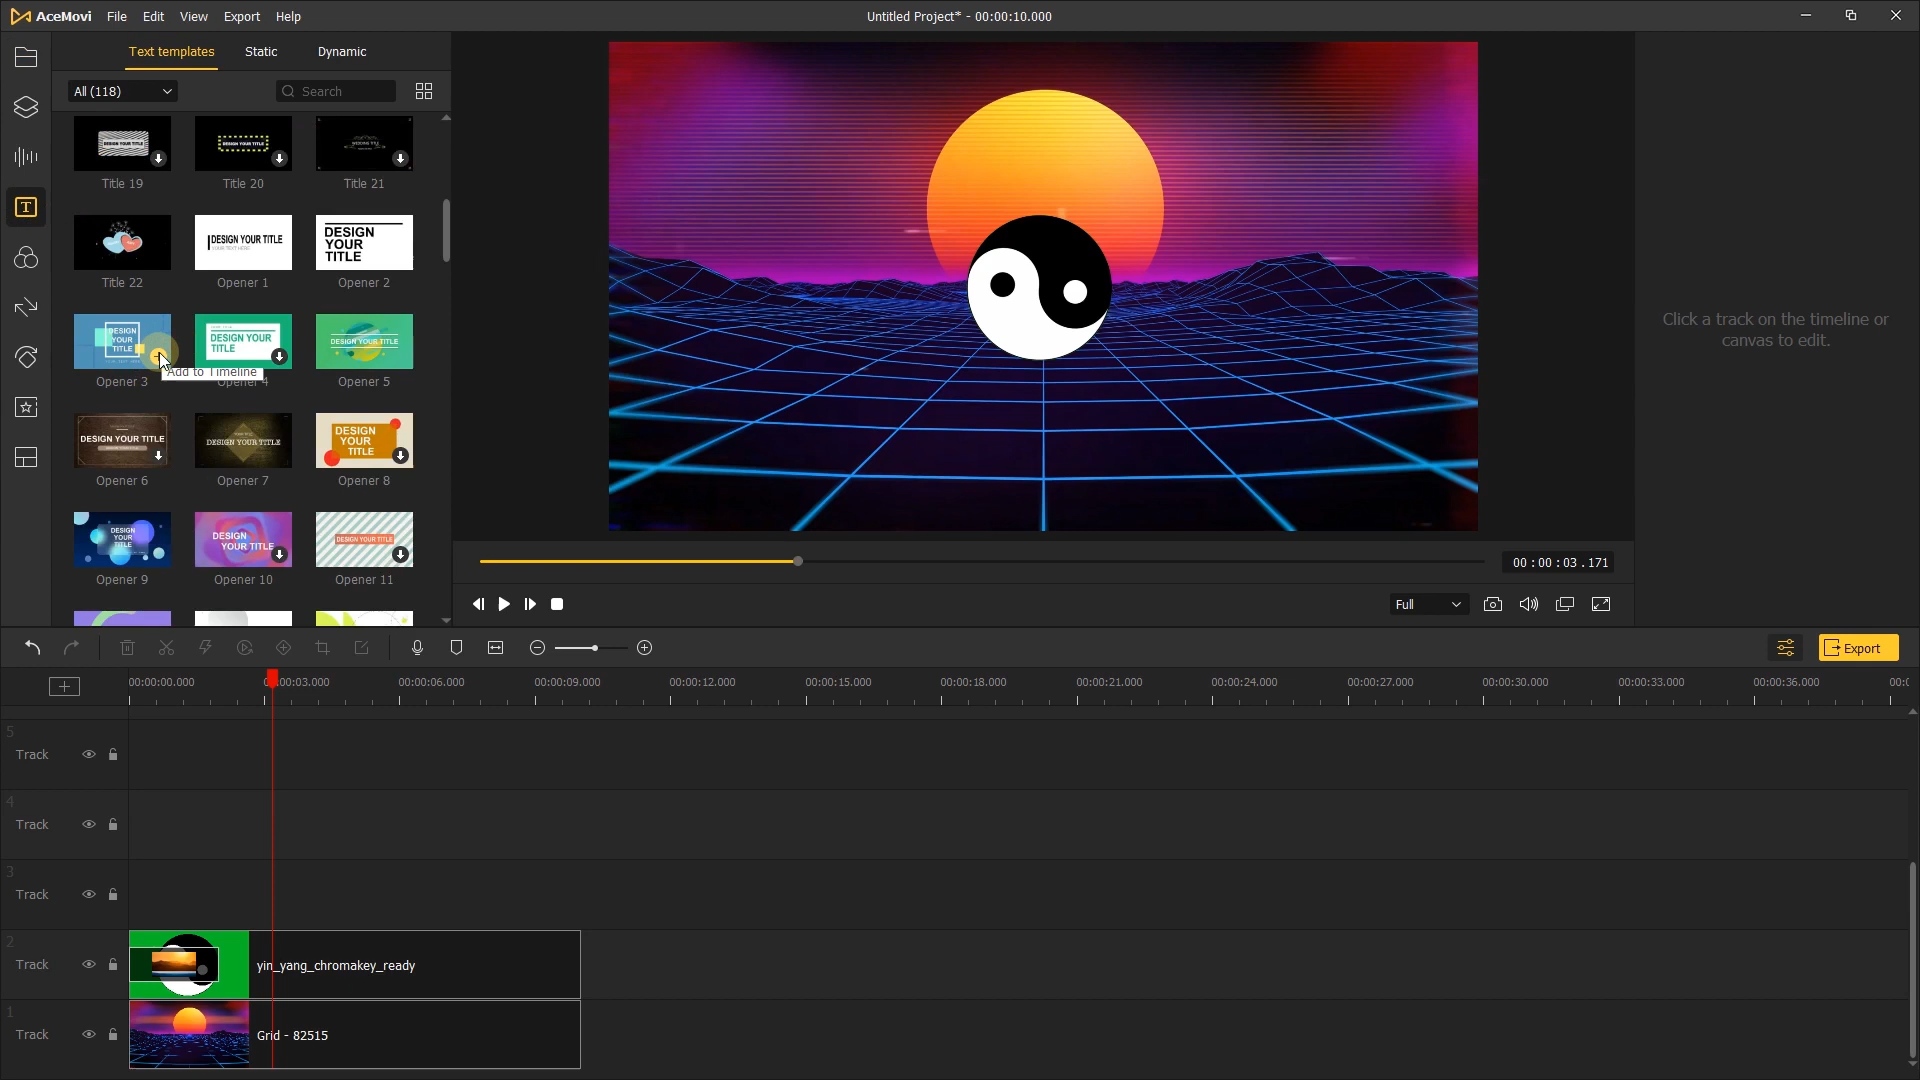 AceMovi File Edit View Export Help
Untitled Project* - 00:00:10.000
Text templates Static Dynamic
All (118)
Search
DESIGN YOUR TITLE
DESIGN YOUR TITLE
Title 19 Title 20 Title 21
DESIGN YOUR TITLE
DESIGN
YOUR
TITLE
Title 22 Opener 1 Opener 2
DESIGN
YOUR
TITLE
DESIGN YOUR
TITLE
DESIGN YOUR TITLE
Add to Timeline
Opener 3 Opener 4 Opener 5
DESIGN YOUR TITLE
DESIGN YOUR TITLE
DESIGN
YOUR
TITLE
Opener 6 Opener 7 Opener 8
DESIGN
YOUR
TITLE
DESIGN
YOUR TITLE
DESIGN YOUR TITLE
Opener 9 Opener 10 Opener 11
Click a track on the timeline or
canvas to edit.
00:00:03.171
Full
Export
00:00:00.000 00:00:03.000 00:00:06.000 00:00:09.000 00:00:12.000 00:00:15.000 00:00:18.000 00:00:21.000 00:00:24.000 00:00:27.000 00:00:30.000 00:00:33.000 00:00:36.000
5
Track
4
Track
3
Track
2
Track
yin_yang_chromakey_ready
1
Track
Grid - 82515